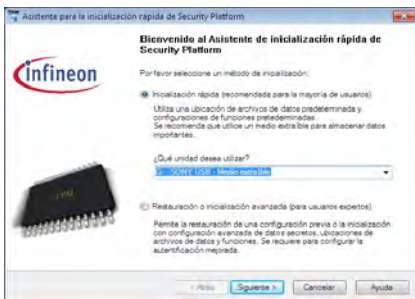 Asistente para la inicialización rápida de Security Platform
Bienvenido al Asistente de inicialización rápida de
Security Platform
infineon
Por favor seleccione un método de inicialización:
Inicialización rápida (recomendada para la mayoría de usuarios)
Utiliza una ubicación de archivos de datos predeterminada y
configuraciones de funciones predeterminadas.
Se recomienda que utilice un medio extraíble para almacenar datos
importantes.
¿Qué unidad desea utilizar?
G: - SONY USB - Medio extraíble
TPM
Restauración o inicialización avanzada (para usuarios expertos)
Permite la restauración de una configuración previa o la inicialización
con configuración avanzada de datos secretos, ubicaciones de
archivos de datos y funciones. Se requiere para configurar la
autentificación mejorada.
< Atrás
Siguiente >
Cancelar
Ayuda